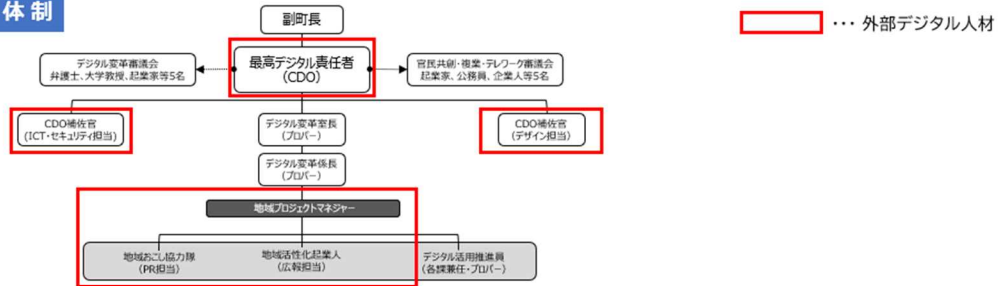 体制
副町長
･･･ 外部デジタル人材
最高デジタル責任者
（CDO）
デジタル変革審議会
弁護士、大学教授、起業家等5名
官民共創・複業・テレワーク審議会
起業家、公務員、企業人等5名
CDO補佐官
(ICT・セキュリティ担当)
デジタル変革室長
（プロパー）
CDO補佐官
（デザイン担当）
デジタル変革係長
（プロパー）
地域プロジェクトマネジャー
地域おこし協力隊
（PR担当）
地域活性化起業人
（広報担当）
デジタル活用推進員
（各課兼任・プロパー）